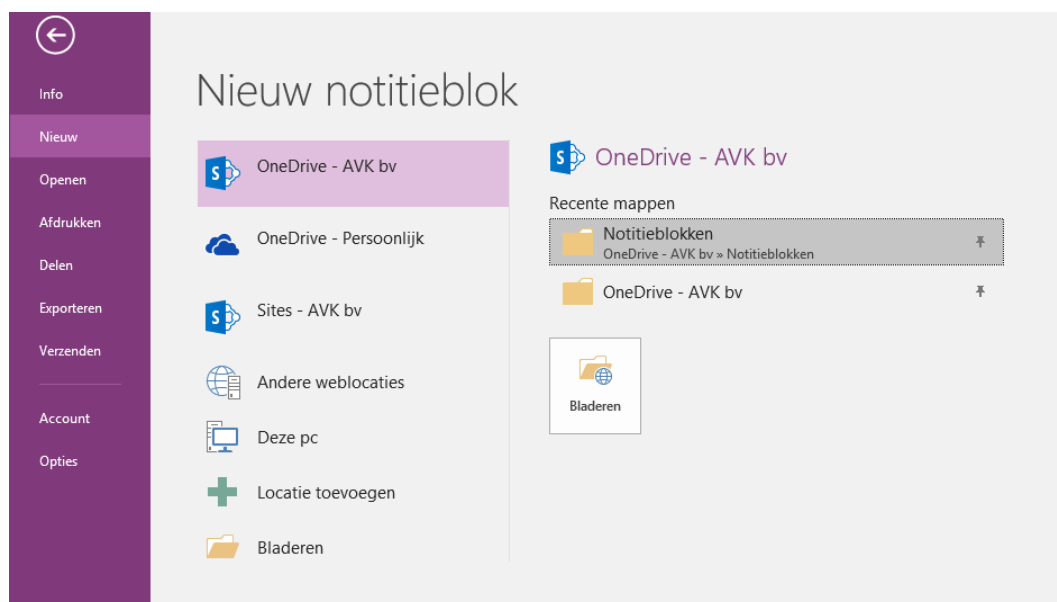 Info
Nieuw
Openen
Afdrukken
Delen
Exporteren
Verzenden
Account
Opties
Nieuw notitieblok
OneDrive - AVK bv
OneDrive - Persoonlijk
Sites - AVK bv
Andere weblocaties
Deze pc
Locatie toevoegen
Bladeren
OneDrive - AVK bv
Recente mappen
Notitieblokken
OneDrive - AVK bv » Notitieblokken
OneDrive - AVK bv
Bladeren